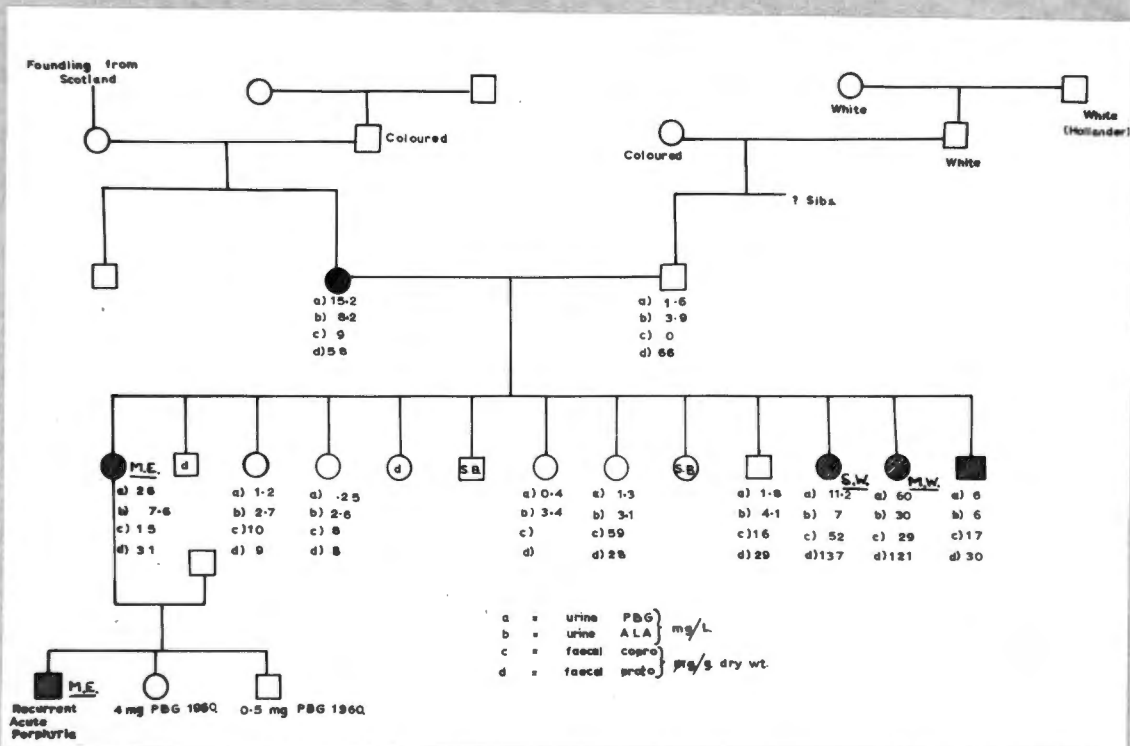 Foundling from
Scotland
Coloured
White
White
(Hollander)
Coloured
White
? Sibs.
a) 15.2
b) 8.2
c) 9
d) 58
a) 1.6
b) 3.9
c) 0
d) 66
M.E.
a) 26
b) 7.6
c) 15
d) 31
d
a) 1.2
b) 2.7
c) 10
d) 9
a) .25
b) 2.6
c) 8
d) 8
d
S.B.
a) 0.4
b) 3.4
c)
d)
a) 1.3
b) 3.1
c) 59
d) 28
S.B.
a) 1.8
b) 4.1
c) 16
d) 29
S.W.
a) 11.2
b) 7
c) 52
d) 137
M.W.
a) 60
b) 30
c) 29
d) 121
a) 6
b) 6
c) 17
d) 30
a = urine PBG
b = urine ALA } mg/L
c = faecal copro
d = faecal proto } µg/g dry wt.
M.E.
Recurrent
Acute
Porphyria
4 mg PBG 1960.
0.5 mg PBG 1960.